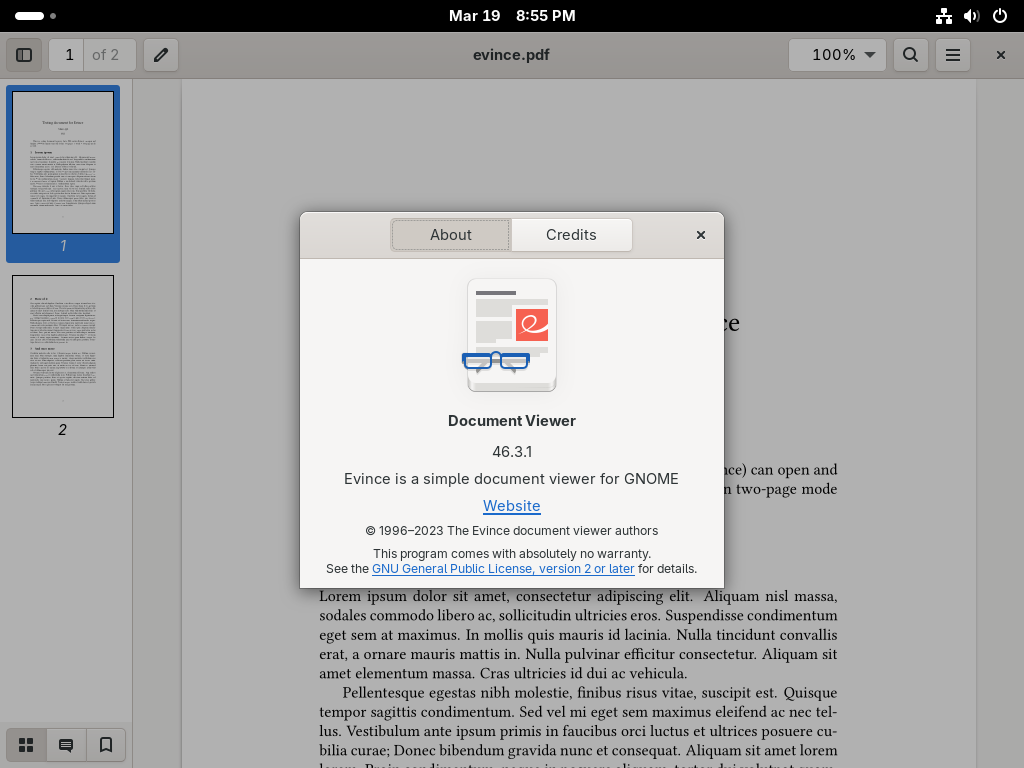 Mar 19 8:55 PM
1 of 2
evince.pdf
100%
1
2
About
Credits
Document Viewer
46.3.1
Evince is a simple document viewer for GNOME
Website
© 1996–2023 The Evince document viewer authors
This program comes with absolutely no warranty.
See the GNU General Public License, version 2 or later for details.
ce
nce) can open and
n two-page mode
Lorem ipsum dolor sit amet, consectetur adipiscing elit. Aliquam nisl massa,
sodales commodo libero ac, sollicitudin ultricies eros. Suspendisse condimentum
eget sem at maximus. In mollis quis mauris id lacinia. Nulla tincidunt convallis
erat, a ornare mauris mattis in. Nulla pulvinar efficitur consectetur. Aliquam sit
amet elementum massa. Cras ultricies id dui ac vehicula.
Pellentesque egestas nibh molestie, finibus risus vitae, suscipit est. Quisque
tempor sagittis condimentum. Sed vel mi eget sem maximus eleifend ac nec tel-
lus. Vestibulum ante ipsum primis in faucibus orci luctus et ultrices posuere cu-
bilia curae; Donec bibendum gravida nunc et consequat. Aliquam sit amet lorem